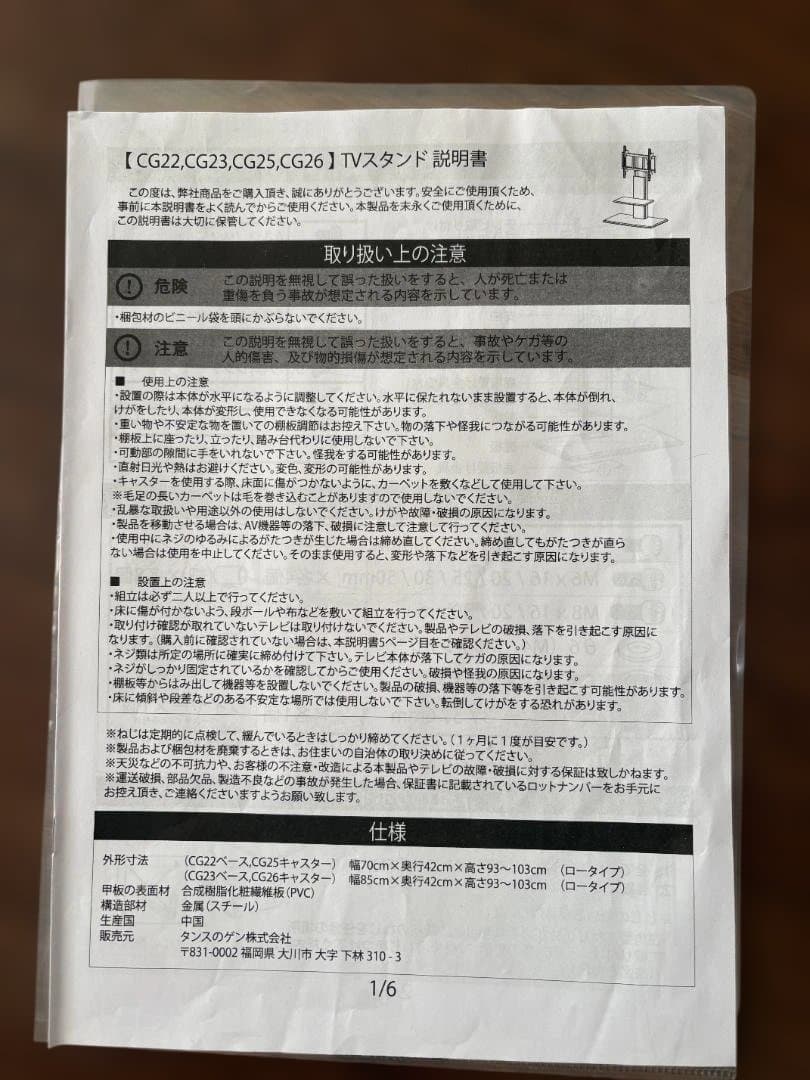 【 CG22,CG23,CG25,CG26 】TVスタンド 説明書
この度は、弊社商品をご購入頂き、誠にありがとうございます。安全にご使用頂くため、
事前に本説明書をよく読んでからご使用ください。本製品を末永くご使用頂くために、
この説明書は大切に保管してください。
取り扱い上の注意
危険
この説明を無視して誤った扱いをすると、人が死亡または
重傷を負う事故が想定される内容を示しています。
・梱包材のビニール袋を頭にかぶらないでください。
注意
この説明を無視して誤った扱いをすると、事故やケガ等の
人的傷害、及び物的損傷が想定される内容を示しています。
■ 使用上の注意
・設置の際は本体が水平になるように調整してください。水平に保たれないまま設置すると、本体が倒れ、
けがをしたり、本体が変形し、使用できなくなる可能性があります。
・重い物や不安定な物を置いての棚板調節はお控え下さい。物の落下や怪我につながる可能性があります。
・棚板上に座ったり、立ったり、踏み台代わりに使用しないで下さい。
・可動部の隙間に手をいれないで下さい。怪我をする可能性があります。
・直射日光や熱はお避けください。変色、変形の可能性があります。
・キャスターを使用する際、床面に傷がつかないように、カーペットを敷くなどして使用して下さい。
※毛足の長いカーペットは毛を巻き込むことがありますので使用しないでください。
・乱暴な取扱いや用途以外の使用はしないでください。けがや故障・破損の原因になります。
・製品を移動させる場合は、AV機器等の落下、破損に注意して注意して行ってください。
・使用中にネジのゆるみによるがたつきが生じた場合は締め直してください。締め直してもがたつきが直ら
ない場合は使用を中止してください。そのまま使用すると、変形や落下などを引き起こす原因になります。
■ 設置上の注意
・組立は必ず二人以上で行ってください。
・床に傷が付かないよう、段ボールや布などを敷いて組立を行ってください。
・取り付け確認が取れていないテレビは取り付けないでください。製品やテレビの破損、落下を引き起こす原因に
なります。（購入前に確認されていない場合は、本説明書5ページ目をご確認ください。）
・ネジ類は所定の場所に確実に締め付けて下さい。テレビ本体が落下してケガの原因になります。
・ネジがしっかり固定されているかを確認してからご使用ください。破損や怪我の原因になります。
・棚板等からはみ出して機器等を設置しないでください。製品の破損、機器等の落下等を引き起こす可能性があります。
・床に傾斜や段差などのある不安定な場所では使用しないで下さい。転倒してけがをする恐れがあります。
※ねじは定期的に点検して、緩んでいるときはしっかり締めてください。（１ヶ月に１度が目安です。）
※製品および梱包材を廃棄するときは、お住まいの自治体の取り決めに従ってください。
※天災などの不可抗力や、お客様の不注意・改造による本製品やテレビの故障・破損に対する保証は致しかねます。
※運送破損、部品欠品、製造不良などの事故が発生した場合、保証書に記載されているロットナンバーをお手元に
お控え頂き、ご連絡くださいますようお願い致します。
仕様
外形寸法 （CG22ベース,CG25キャスター） 幅70cm×奥行42cm×高さ93～103cm （ロータイプ）
（CG23ベース,CG26キャスター） 幅85cm×奥行42cm×高さ93～103cm （ロータイプ）
甲板の表面材 合成樹脂化粧繊維板（PVC）
構造部材 金属（スチール）
生産国 中国
販売元 タンスのゲン株式会社
〒831-0002 福岡県 大川市 大字 下林 310 - 3
1/6